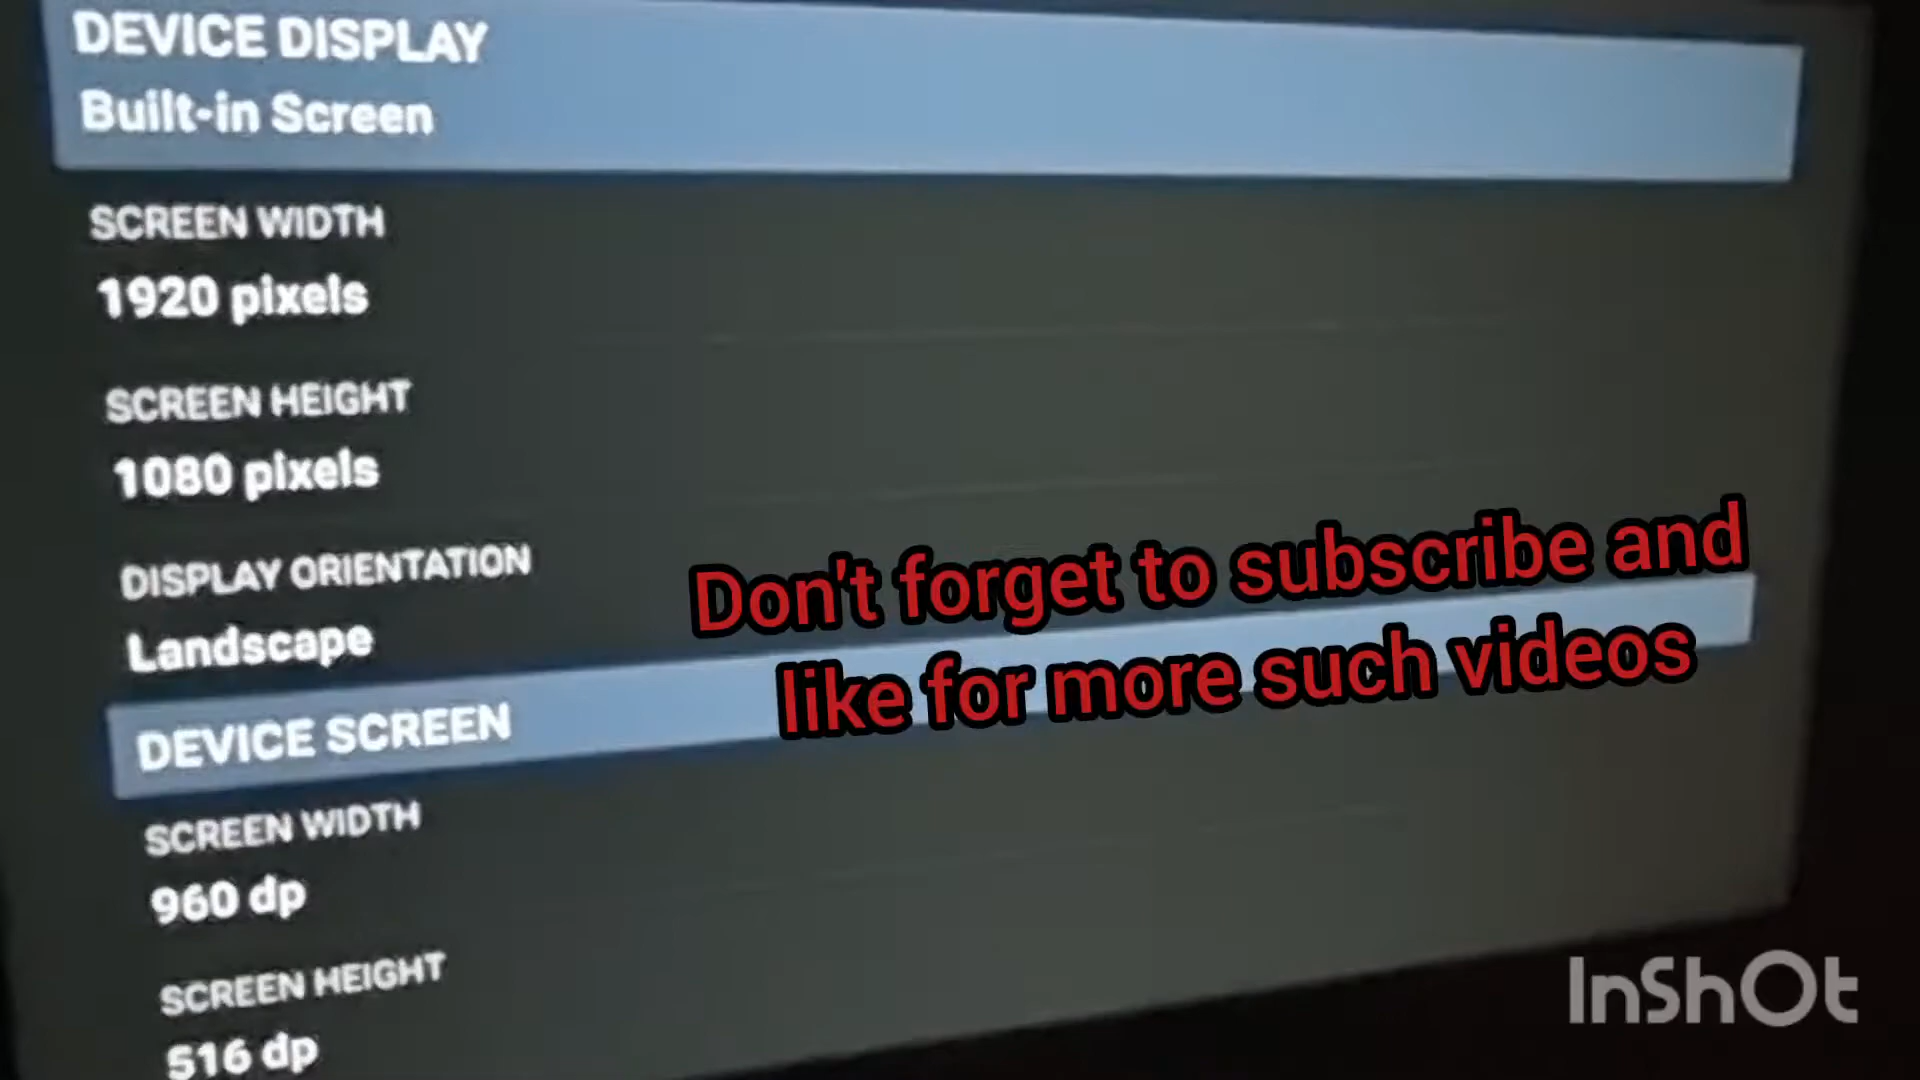 DEVICE DISPLAY
Built-in Screen
SCREEN WIDTH
1920 pixels
SCREEN HEIGHT
1080 pixels
DISPLAY ORIENTATION
Landscape
DEVICE SCREEN
SCREEN WIDTH
960 dp
SCREEN HEIGHT
516 dp
Don't forget to subscribe and
like for more such videos
InShOt